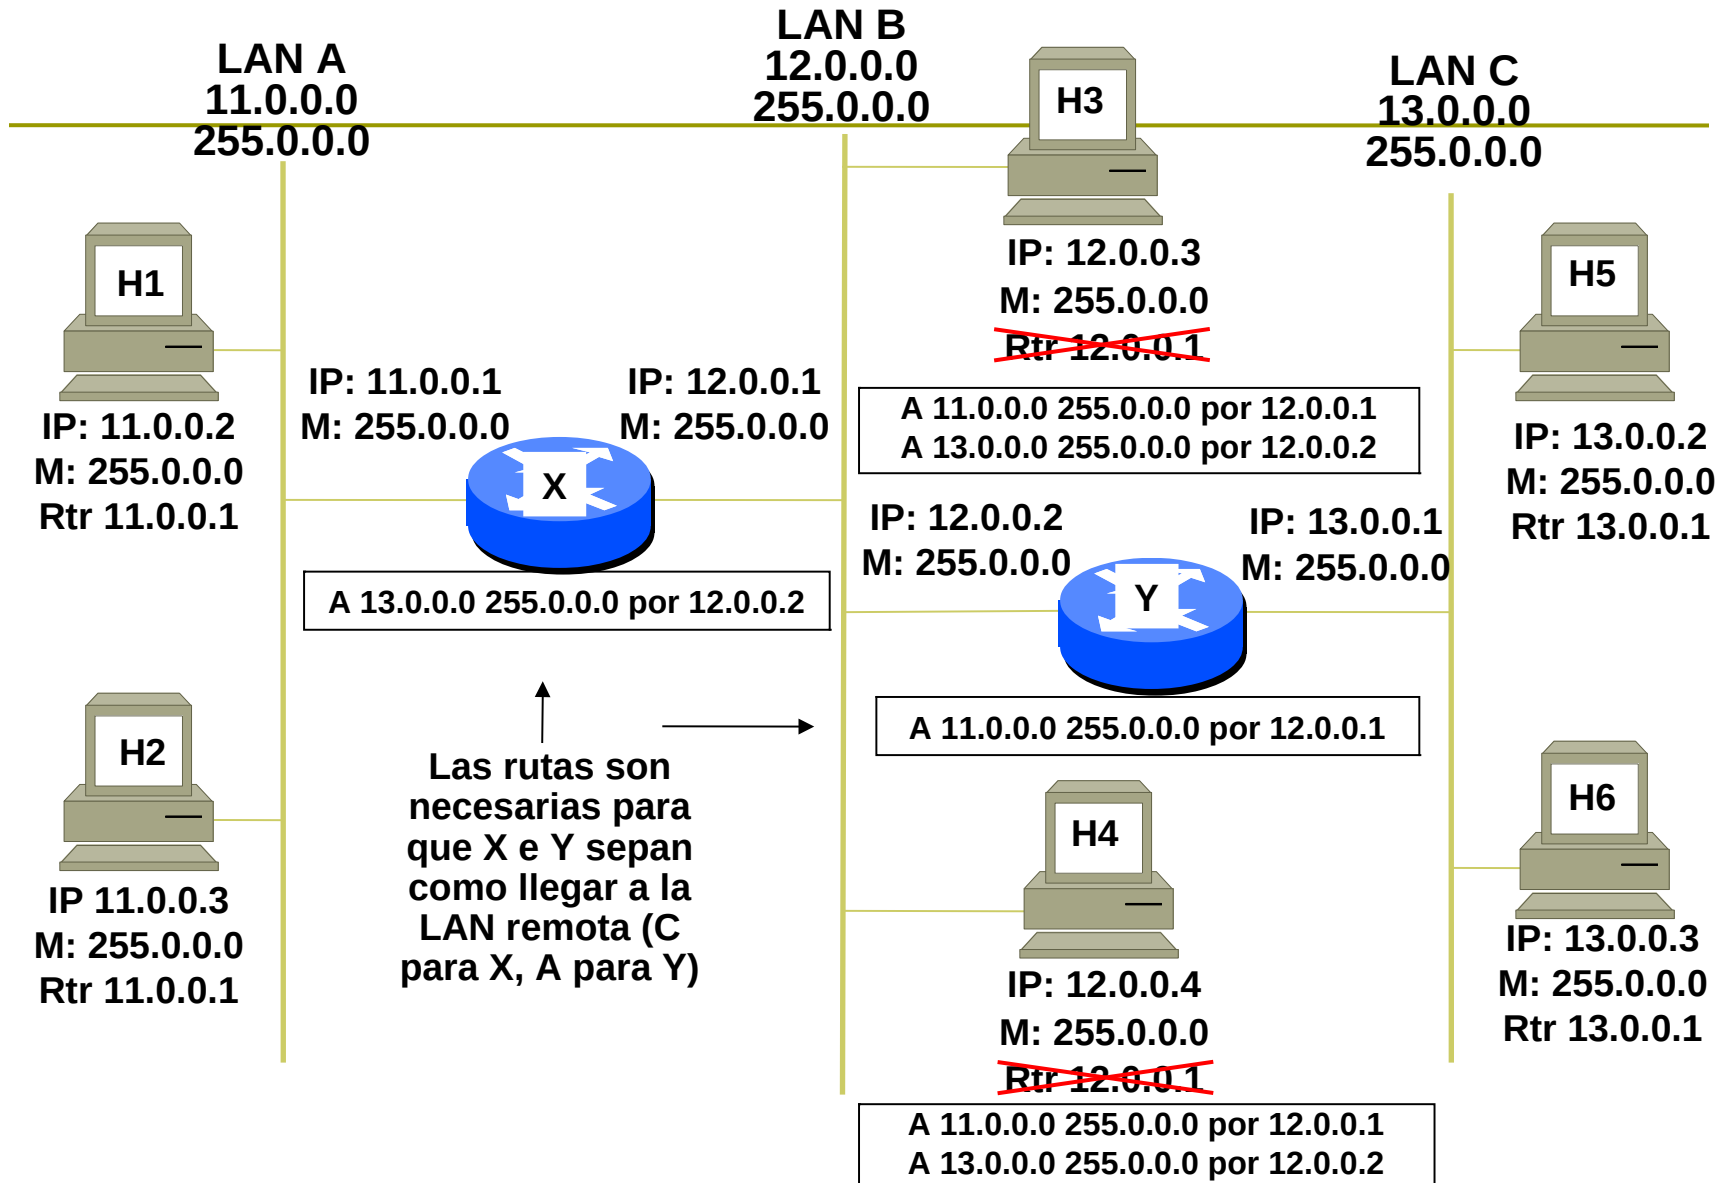 LAN A
11.0.0.0
255.0.0.0
LAN B
12.0.0.0
255.0.0.0
LAN C
13.0.0.0
255.0.0.0
H1
IP: 11.0.0.2
M: 255.0.0.0
Rtr 11.0.0.1
H2
IP 11.0.0.3
M: 255.0.0.0
Rtr 11.0.0.1
IP: 11.0.0.1
M: 255.0.0.0
IP: 12.0.0.1
M: 255.0.0.0
X
A 13.0.0.0 255.0.0.0 por 12.0.0.2
Las rutas son
necesarias para
que X e Y sepan
como llegar a la
LAN remota (C
para X, A para Y)
H3
IP: 12.0.0.3
M: 255.0.0.0
Rtr 12.0.0.1
A 11.0.0.0 255.0.0.0 por 12.0.0.1
A 13.0.0.0 255.0.0.0 por 12.0.0.2
IP: 12.0.0.2
M: 255.0.0.0
IP: 13.0.0.1
M: 255.0.0.0
Y
A 11.0.0.0 255.0.0.0 por 12.0.0.1
H4
IP: 12.0.0.4
M: 255.0.0.0
Rtr 12.0.0.1
A 11.0.0.0 255.0.0.0 por 12.0.0.1
A 13.0.0.0 255.0.0.0 por 12.0.0.2
H5
IP: 13.0.0.2
M: 255.0.0.0
Rtr 13.0.0.1
H6
IP: 13.0.0.3
M: 255.0.0.0
Rtr 13.0.0.1